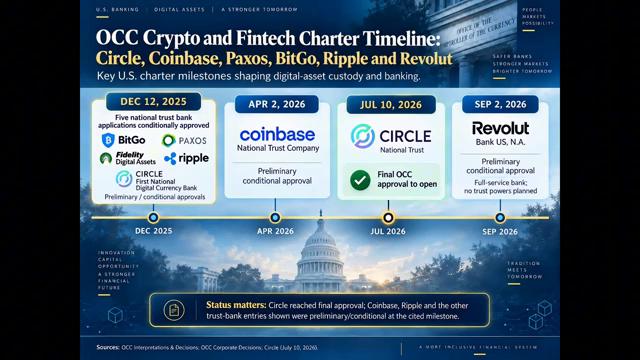 U.S. BANKING | DIGITAL ASSETS | A STRONGER TOMORROW
PEOPLE
MARKETS
POSSIBILITY
OFFICE OF THE
COMPTROLLER OF THE CURRENCY
OCC Crypto and Fintech Charter Timeline:
Circle, Coinbase, Paxos, BitGo, Ripple and Revolut
Key U.S. charter milestones shaping digital-asset custody and banking.
SAFER BANKS
STRONGER MARKETS
BRIGHTER TOMORROW
DEC 12, 2025
Five national trust bank
applications conditionally approved
BitGo
PAXOS
Fidelity
Digital Assets
ripple
CIRCLE
First National
Digital Currency Bank
Preliminary / conditional approvals
APR 2, 2026
coinbase
National Trust Company
Preliminary
conditional approval
JUL 10, 2026
CIRCLE
National Trust
Final OCC
approval to open
SEP 2, 2026
Revolut
Bank US, N.A.
Preliminary
conditional approval
Full-service bank;
no trust powers planned
DEC 2025
APR 2026
JUL 2026
SEP 2026
INNOVATION
CAPITAL
OPPORTUNITY
A STRONGER
FINANCIAL
FUTURE
TRADITION
MEETS
TOMORROW
Status matters: Circle reached final approval; Coinbase, Ripple and the other
trust-bank entries shown were preliminary/conditional at the cited milestone.
Sources: OCC Interpretations & Decisions; OCC Corporate Decisions; Circle (July 10, 2026).
A MORE INCLUSIVE FINANCIAL SYSTEM